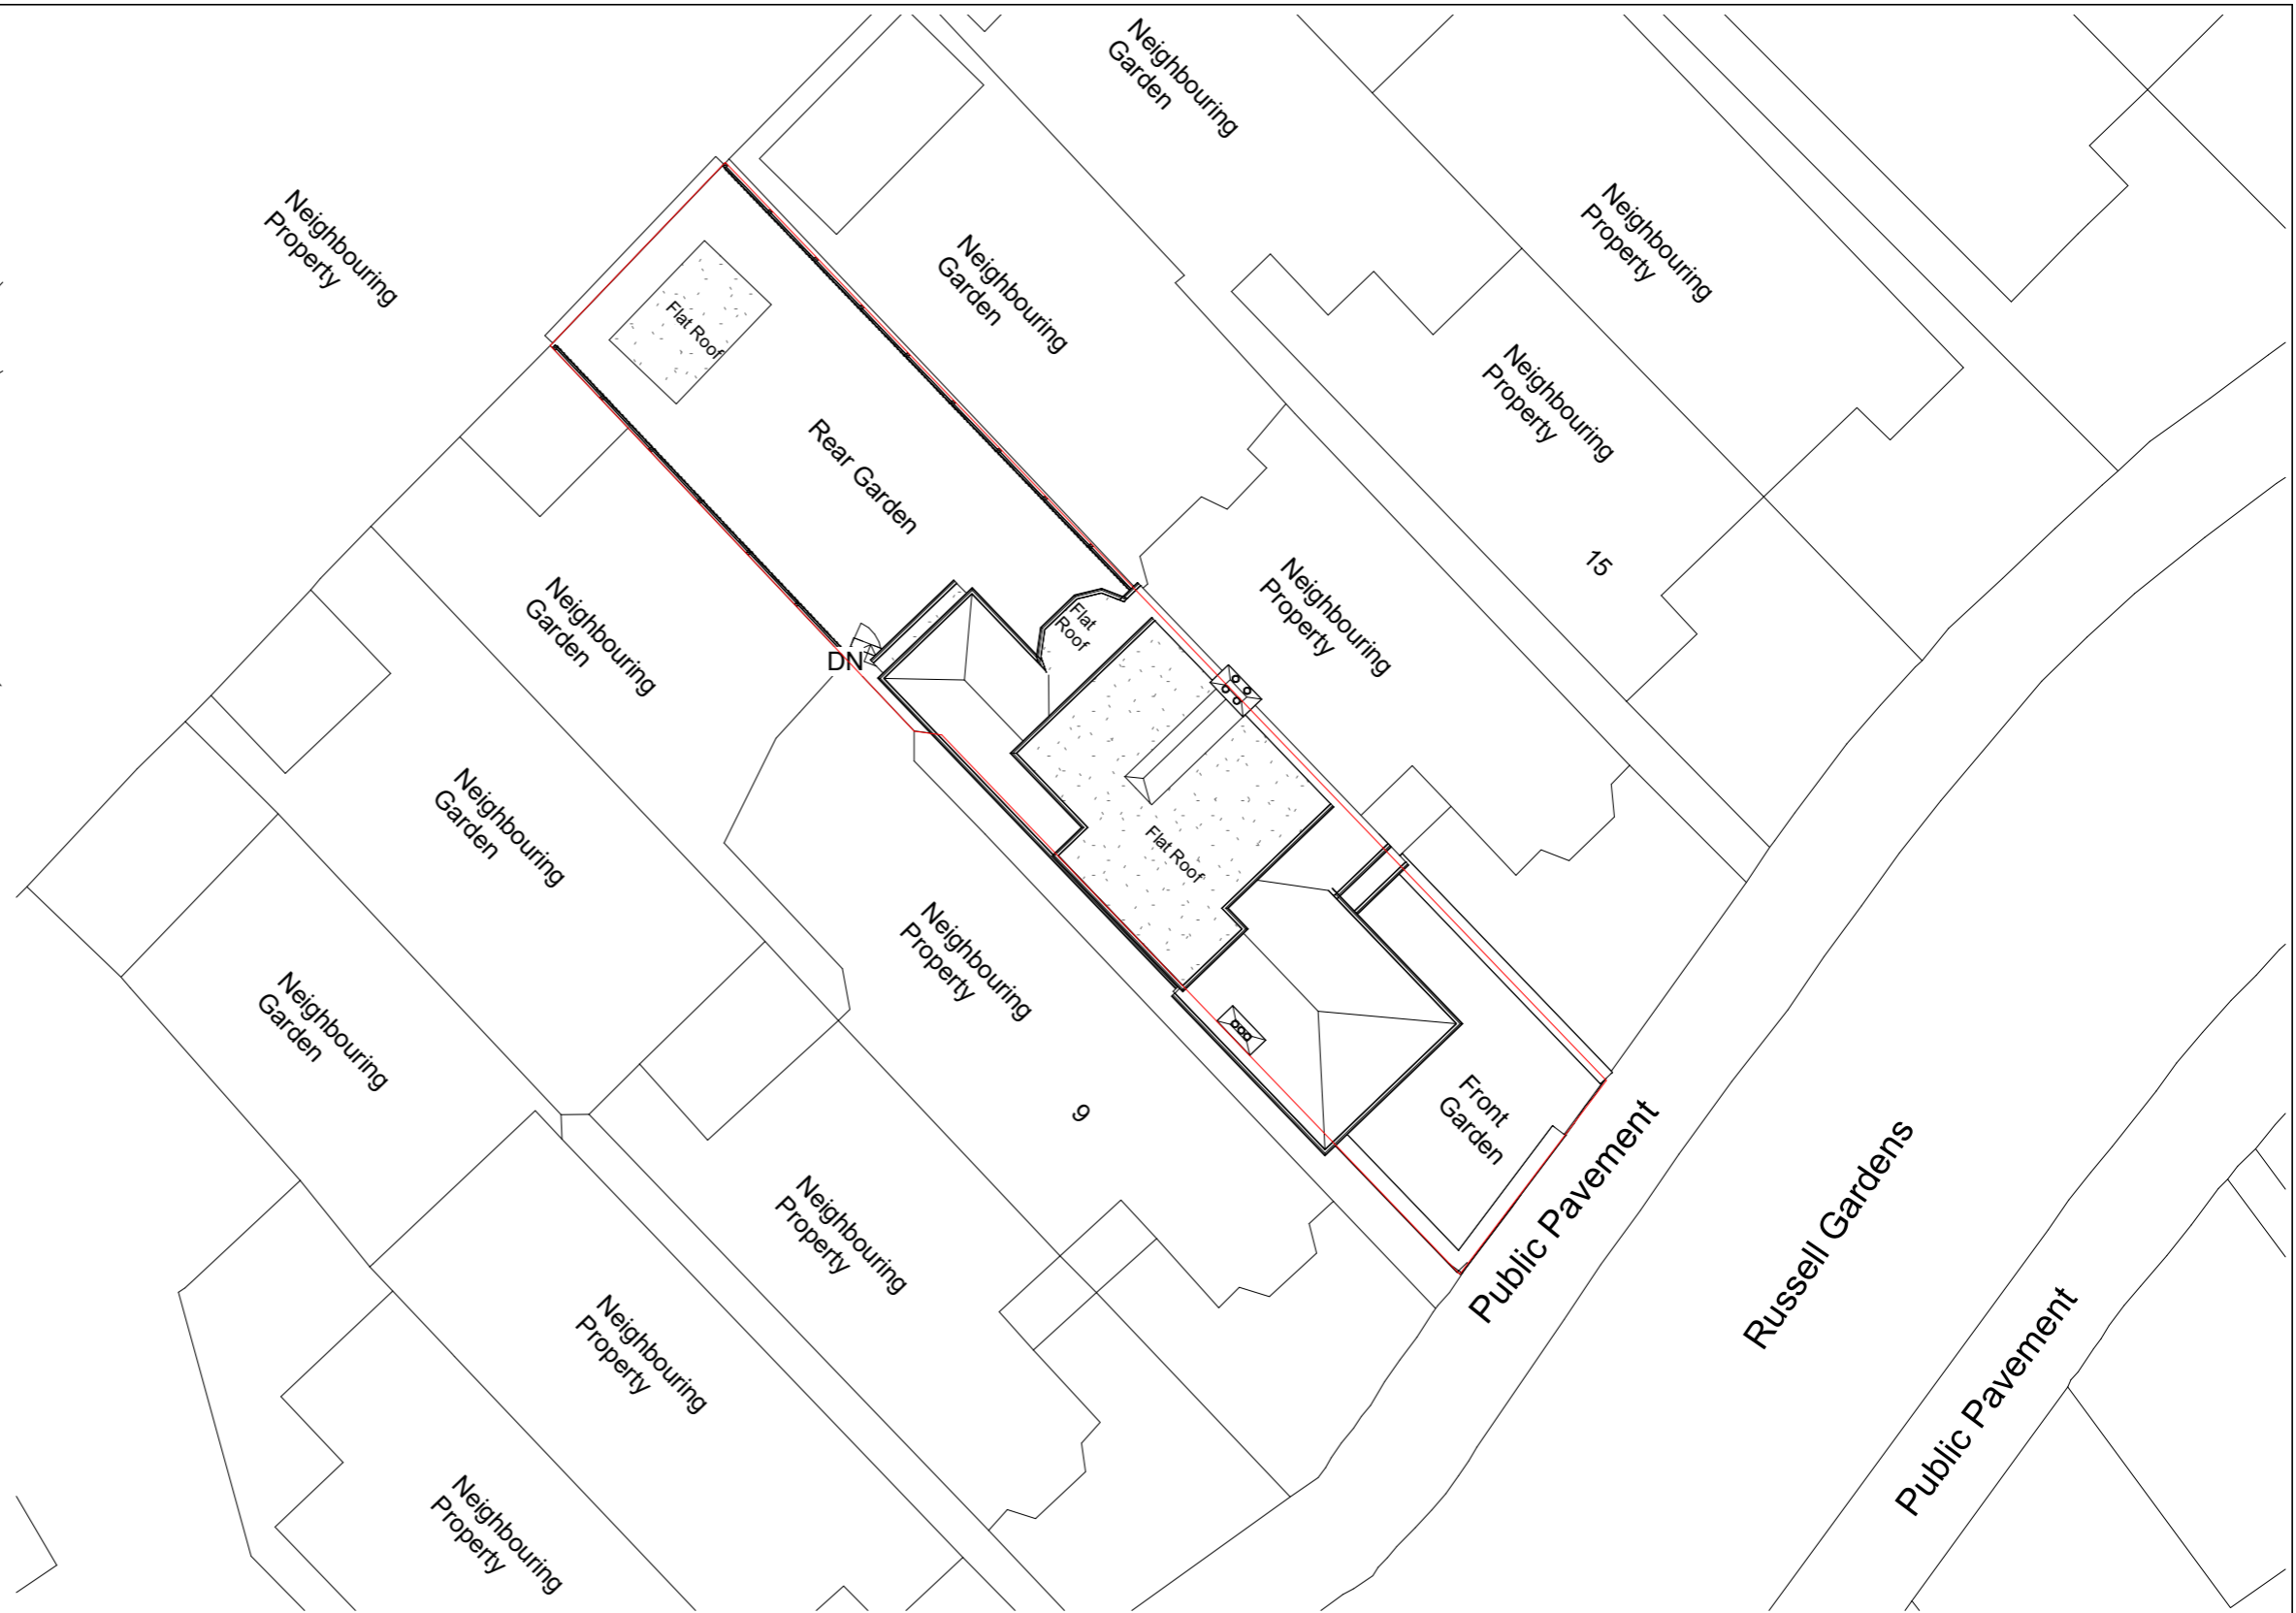 Neighbouring
Garden
Neighbouring
Property
Neighbouring
Property
Neighbouring
Garden
Flat Roof
Neighbouring
Property
Rear Garden
15
Neighbouring
Property
Neighbouring
Garden
Flat
Roof
DN
Neighbouring
Garden
Flat Roof
Neighbouring
Property
Neighbouring
Garden
9
Front
Garden
Public Pavement
Russell Gardens
Neighbouring
Property
Public Pavement
Neighbouring
Property
Neighbouring
Property